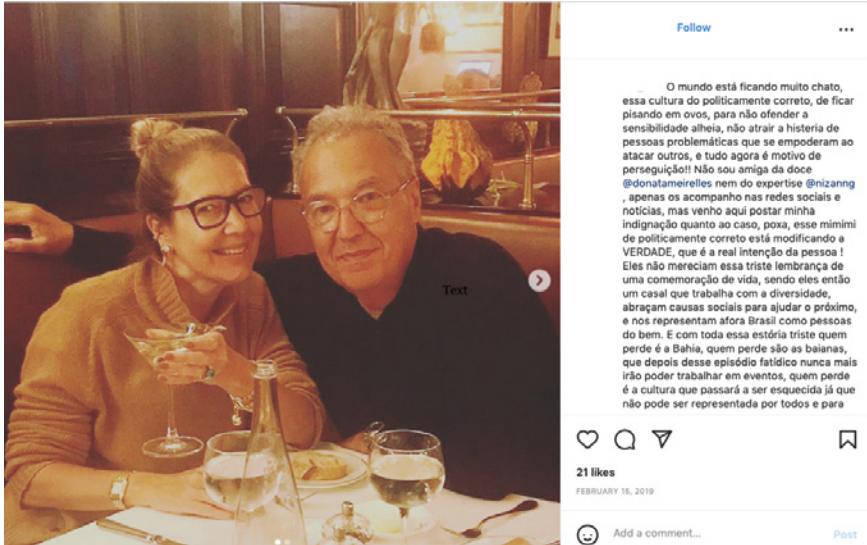 Follow
...
O mundo está ficando muito chato,
essa cultura do politicamente correto, de ficar
pisando em ovos, para não ofender a
sensibilidade alheia, não atrair a histeria de
pessoas problemáticas que se empoderam ao
atacar outros, e tudo agora é motivo de
perseguição!! Não sou amiga da doce
@donatameirelles nem do expertise @nizanng
, apenas os acompanho nas redes sociais e
notícias, mas venho aqui postar minha
indignação quanto ao caso, poxa, esse mimimi
de politicamente correto está modificando a
VERDADE, que é a real intenção da pessoa !
Eles não mereciam essa triste lembrança de
uma comemoração de vida, sendo eles então
um casal que trabalha com a diversidade,
abraçam causas sociais para ajudar o próximo,
e nos representam afora Brasil como pessoas
do bem. E com toda essa estória triste quem
perde é a Bahia, quem perde são as baianas,
que depois desse episódio fatídico nunca mais
irão poder trabalhar em eventos, quem perde
é a cultura que passará a ser esquecida já que
não pode ser representada por todos e para
Text
21 likes
FEBRUARY 15, 2019
Add a comment...
Post